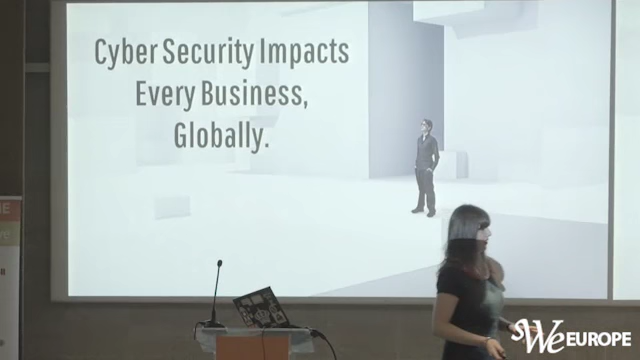 Cyber Security Impacts
Every Business,
Globally.
SWe EUROPE